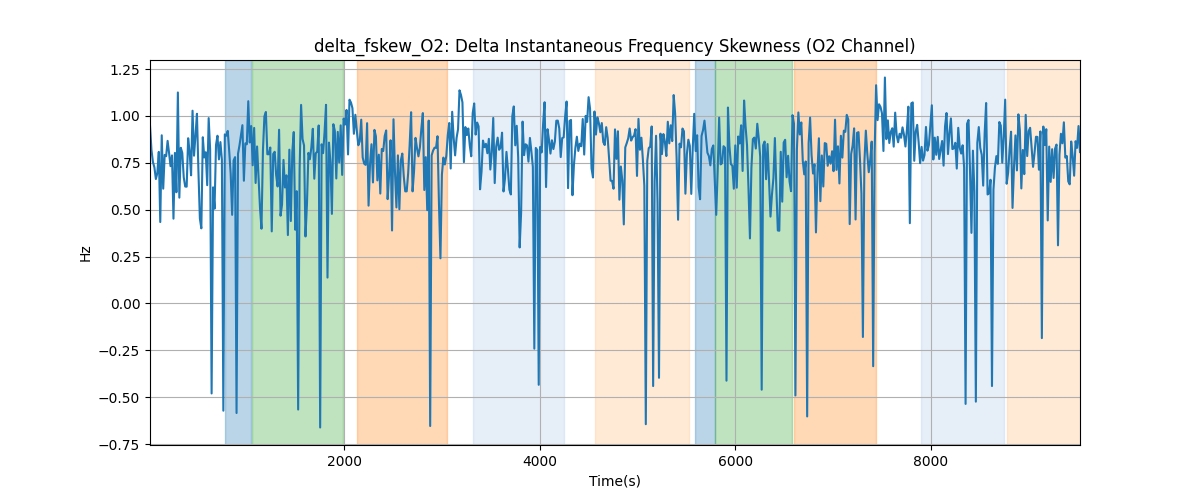 delta_fskew_O2: Delta Instantaneous Frequency Skewness (O2 Channel)
1.25
1.00
0.75
0.50
0.25
0.00
−0.25
−0.50
−0.75
Hz
2000 4000 6000 8000
Time(s)